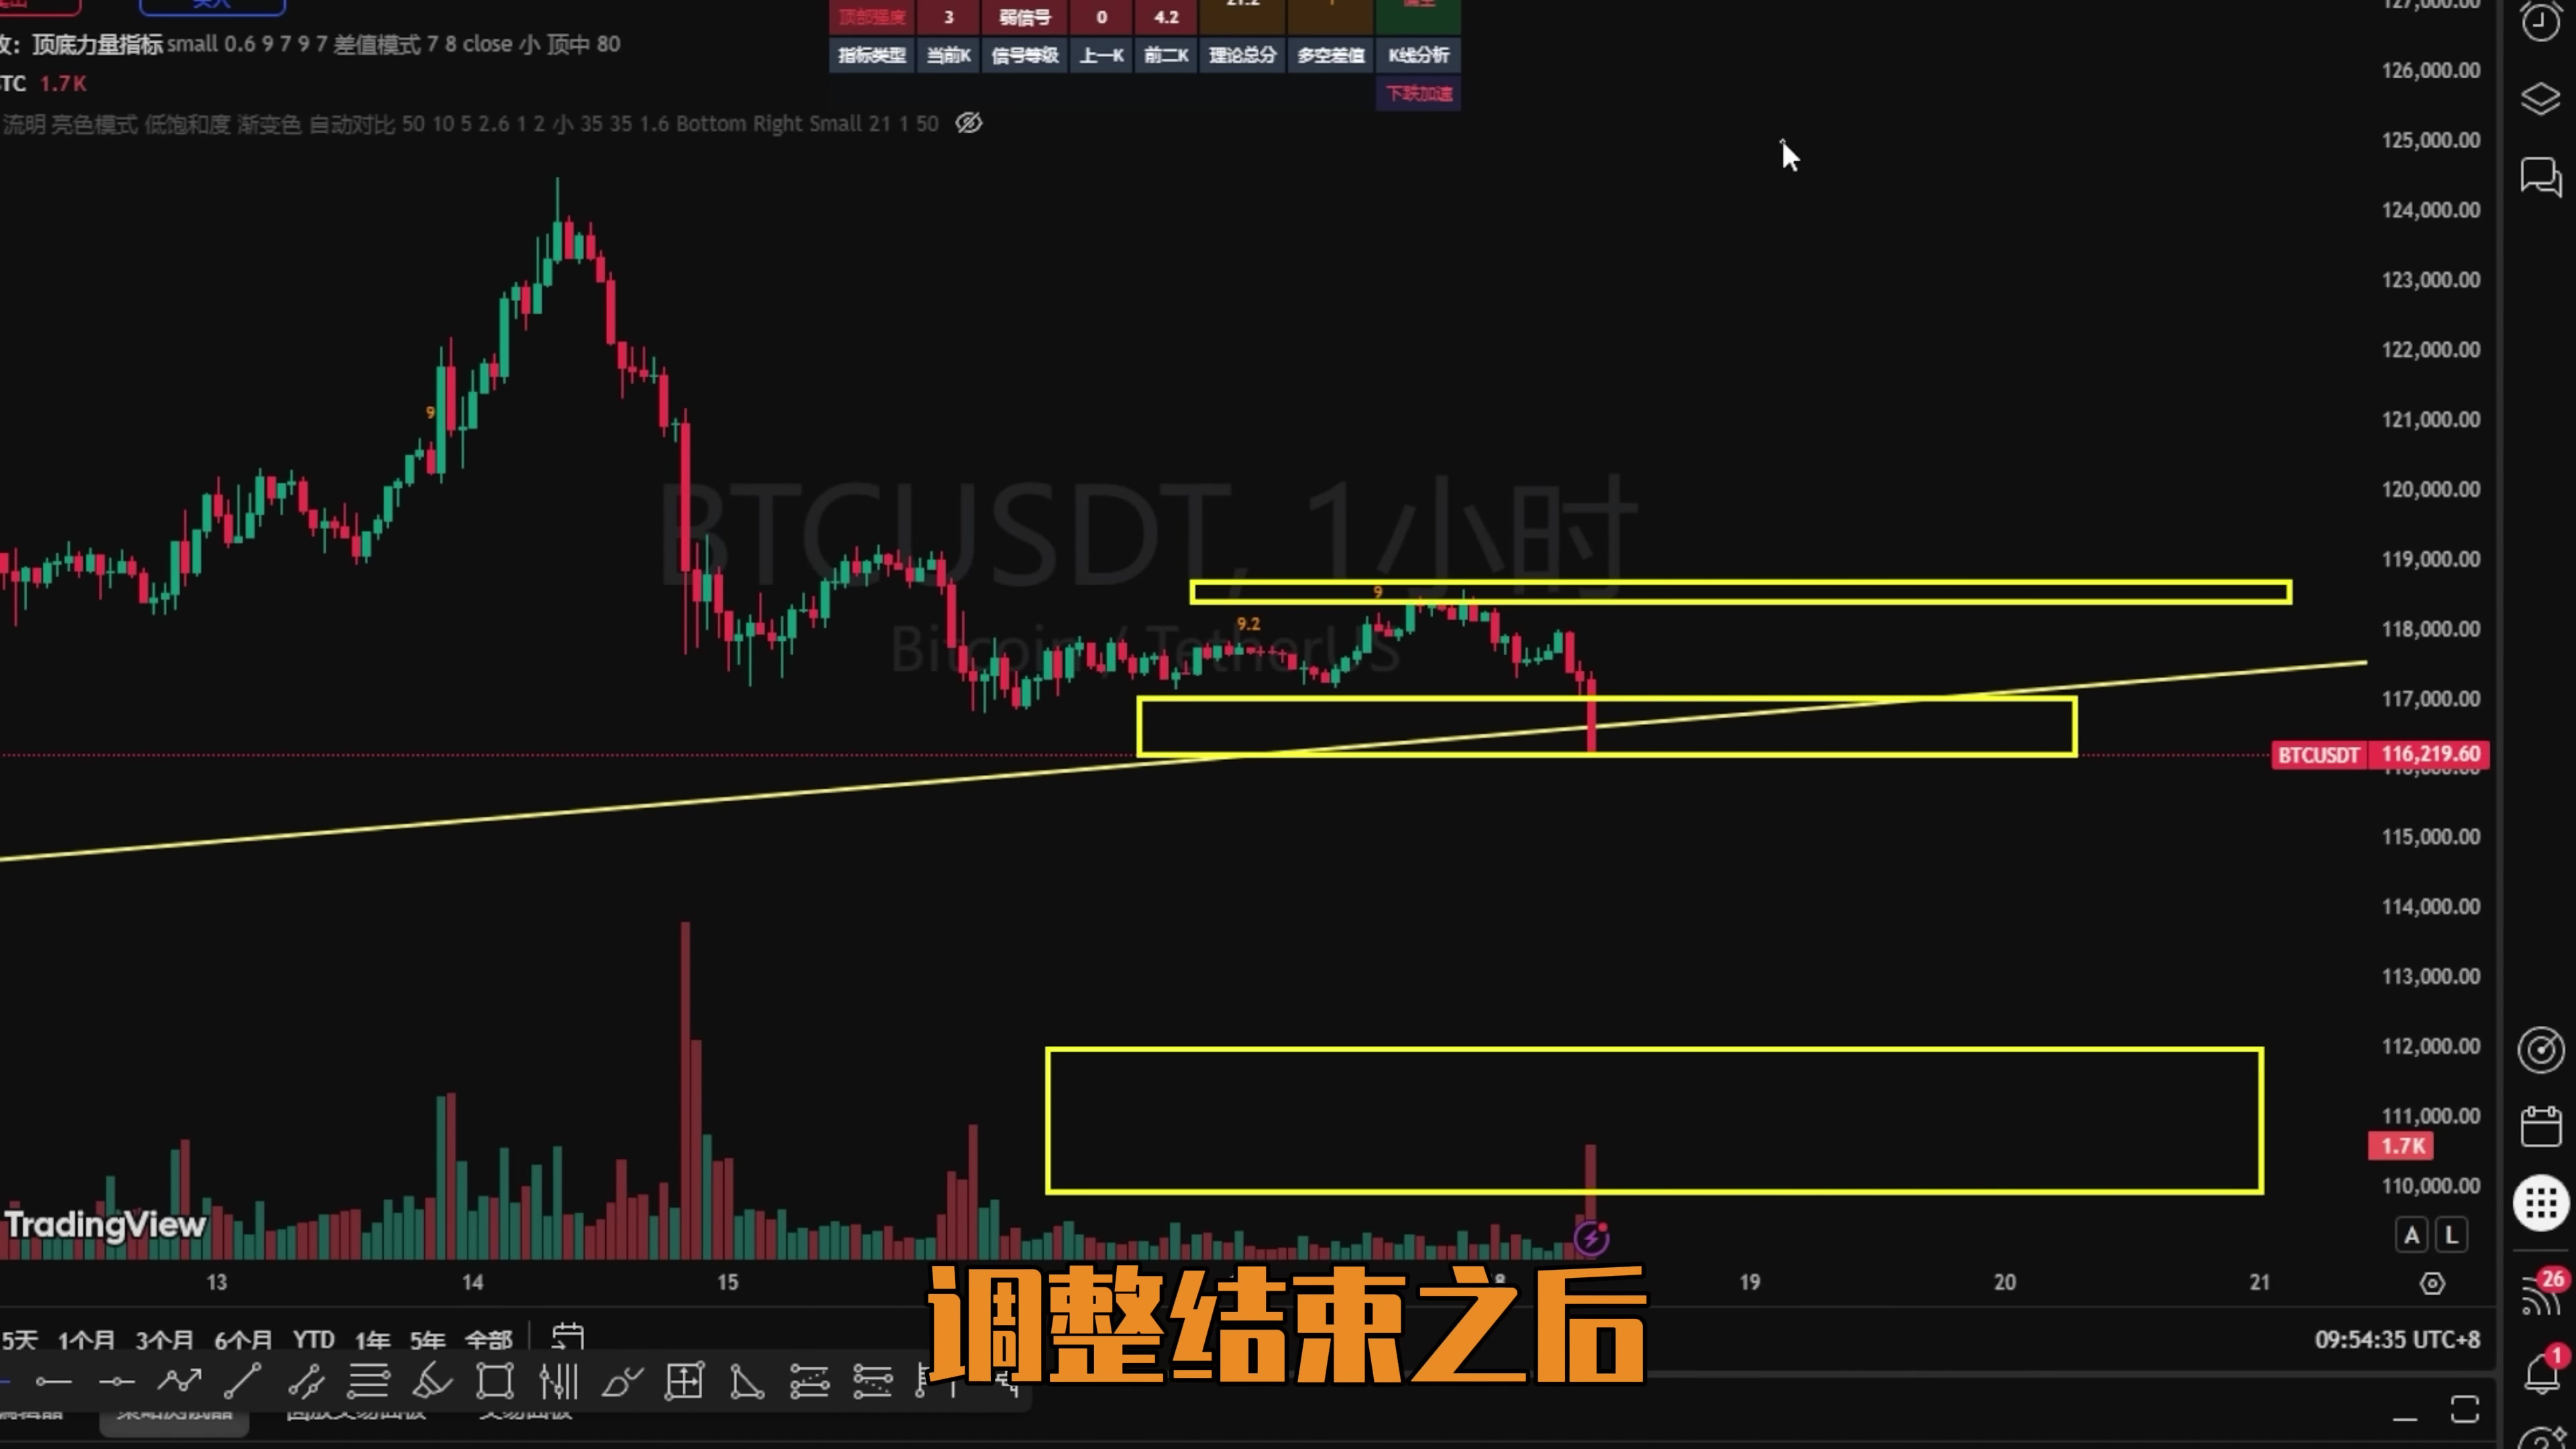 顶部强度 3 弱信号 0 4.2 21.2
攻：顶底力量指标 small 0.6 9 7 9 7 差值模式 7 8 close 小 顶中 80
指标类型 当前K 信号等级 上一K 前二K 理论总分 多空差值 K线分析
TC 1.7K
下跌加速
流明 亮色模式 低饱和度 渐变色 自动对比 50 10 5 2.6 1 2 小 35 35 1.6 Bottom Right Small 21 1 50
127,000.00
126,000.00
125,000.00
124,000.00
123,000.00
122,000.00
121,000.00
120,000.00
119,000.00
118,000.00
117,000.00
BTCUSDT 116,219.60
115,000.00
114,000.00
113,000.00
112,000.00
111,000.00
1.7K
110,000.00
9
BTCUSDT, 1小时
9
9.2
Bitcoin / TetherUS
TradingView
A L
13 14 15 19 20 21
26
调整结束之后
5天 1个月 3个月 6个月 YTD 1年 5年 全部
09:54:35 UTC+8
1